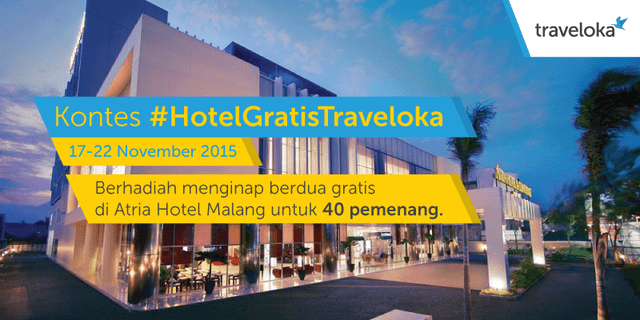 traveloka
Kontes #HotelGratisTraveloka
17-22 November 2015
Berhadiah menginap berdua gratis
di Atria Hotel Malang untuk 40 pemenang.